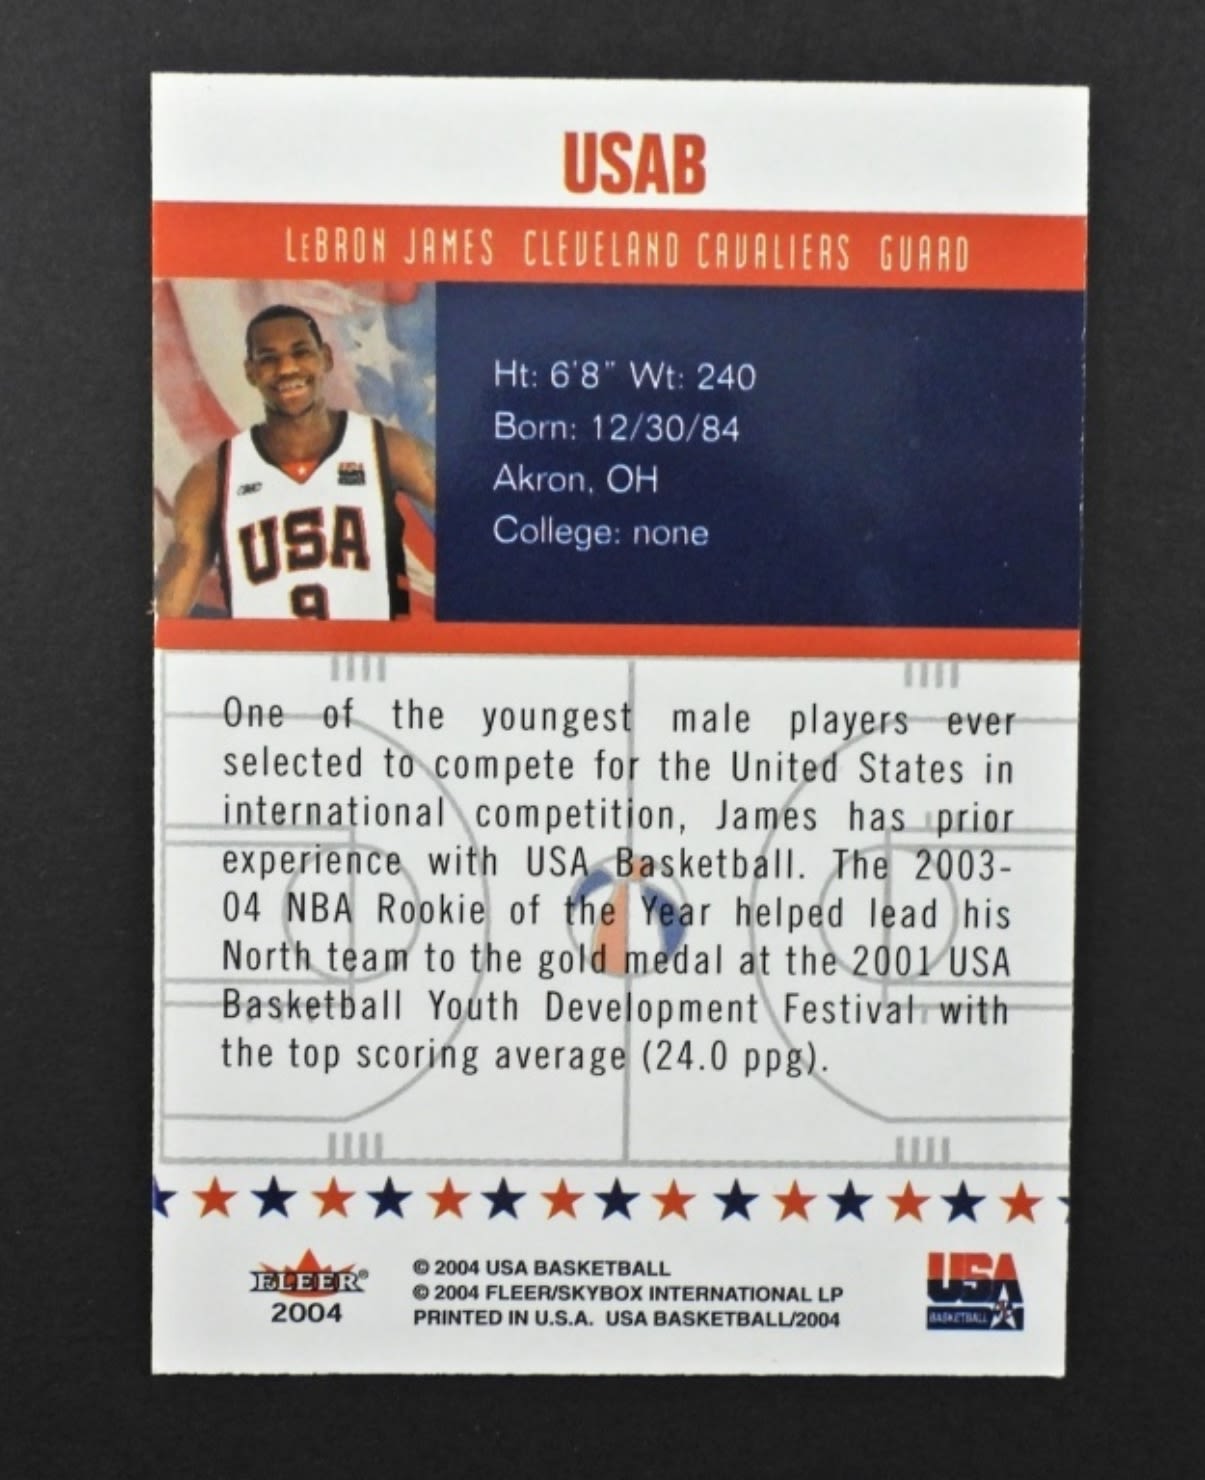 USAB
LeBRON JAMES CLEVELAND CAVALIERS GUARD
Ht: 6'8" Wt: 240
Born: 12/30/84
Akron, OH
College: none
USA
USA
9
One of the youngest male players ever
selected to compete for the United States in
international competition, James has prior
experience with USA Basketball. The 2003-
04 NBA Rookie of the Year helped lead his
North team to the gold medal at the 2001 USA
Basketball Youth Development Festival with
the top scoring average (24.0 ppg).
FLEER®
2004
© 2004 USA BASKETBALL
© 2004 FLEER/SKYBOX INTERNATIONAL LP
PRINTED IN U.S.A. USA BASKETBALL/2004
USA
BASKETBALL